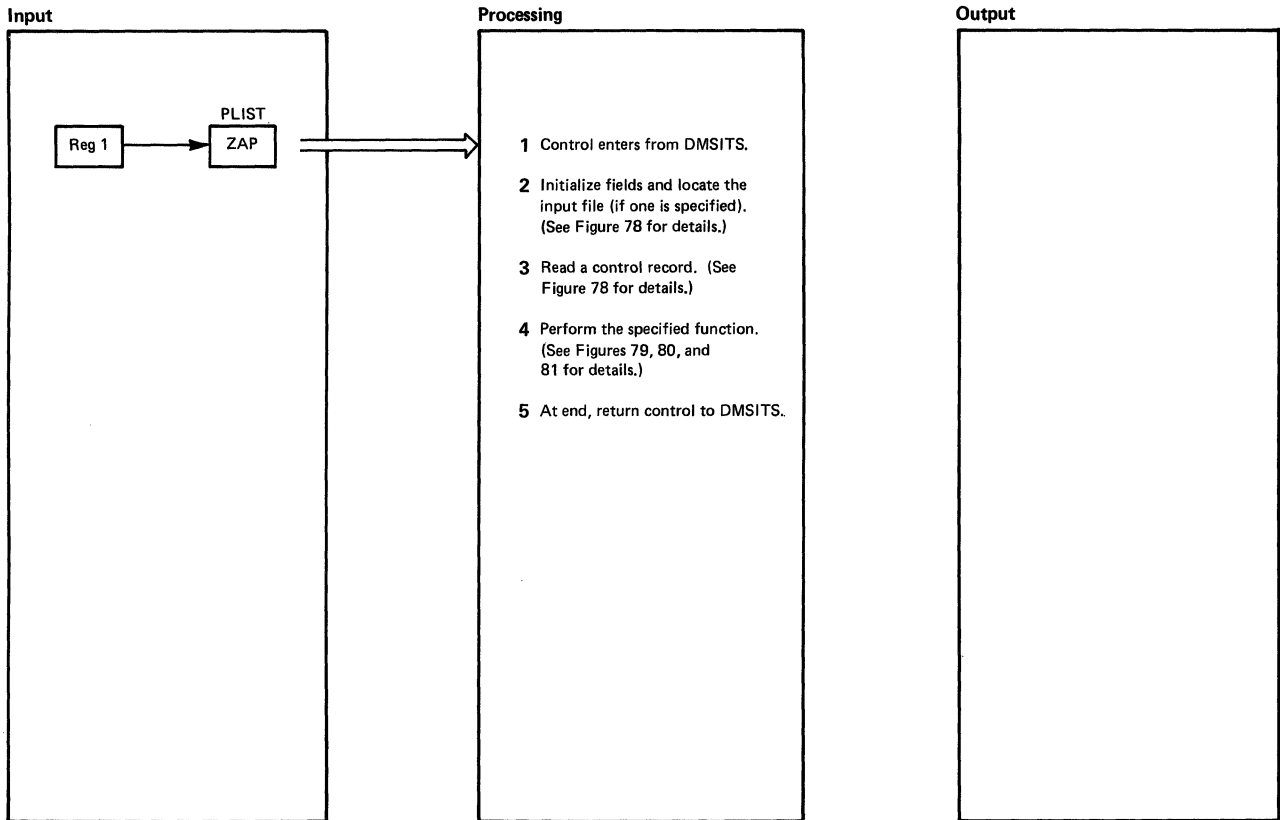 Input
Processing
Output
PLIST
Reg 1
ZAP
1 Control enters from DMSITS.
2 Initialize fields and locate the
input file (if one is specified).
(See Figure 78 for details.)
3 Read a control record. (See
Figure 78 for details.)
4 Perform the specified function.
(See Figures 79, 80, and
81 for details.)
5 At end, return control to DMSITS.